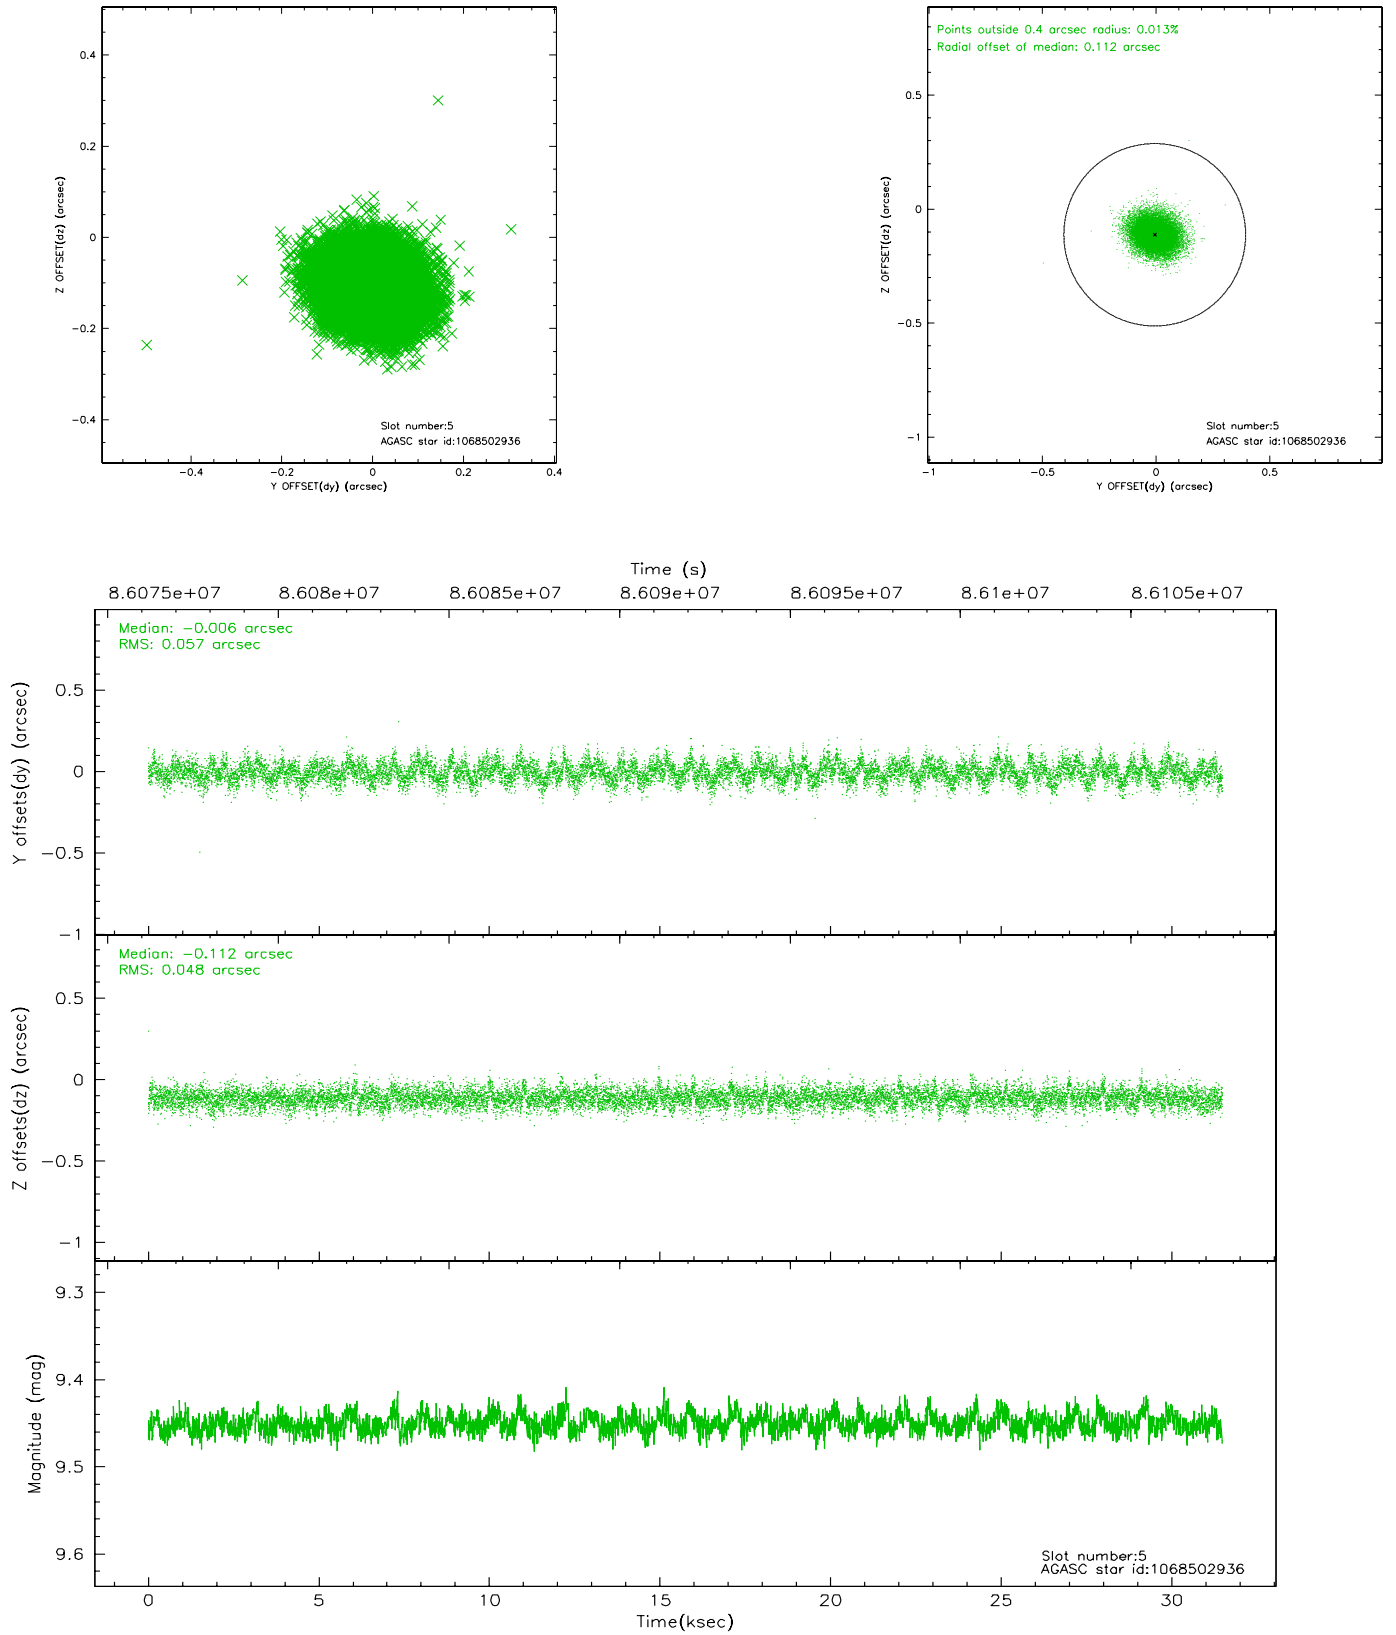 0.4
0.2
0
−0.2
−0.4
Z OFFSET(dz) (arcsec)
Slot number:5
AGASC star id:1068502936
−0.4
−0.2
0
0.2
0.4
Y OFFSET(dy) (arcsec)
Points outside 0.4 arcsec radius: 0.013%
Radial offset of median: 0.112 arcsec
0.5
0
−0.5
−1
Z OFFSET(dz) (arcsec)
Slot number:5
AGASC star id:1068502936
−1
−0.5
0
0.5
Y OFFSET(dy) (arcsec)
Time (s)
8.6075e+07
8.608e+07
8.6085e+07
8.609e+07
8.6095e+07
8.61e+07
8.6105e+07
Median: −0.006 arcsec
RMS: 0.057 arcsec
0.5
0
−0.5
−1
Y offsets(dy) (arcsec)
Median: −0.112 arcsec
RMS: 0.048 arcsec
0.5
0
−0.5
−1
Z offsets(dz) (arcsec)
9.3
9.4
9.5
9.6
Magnitude (mag)
Slot number:5
AGASC star id:1068502936
0
5
10
15
20
25
30
Time(ksec)